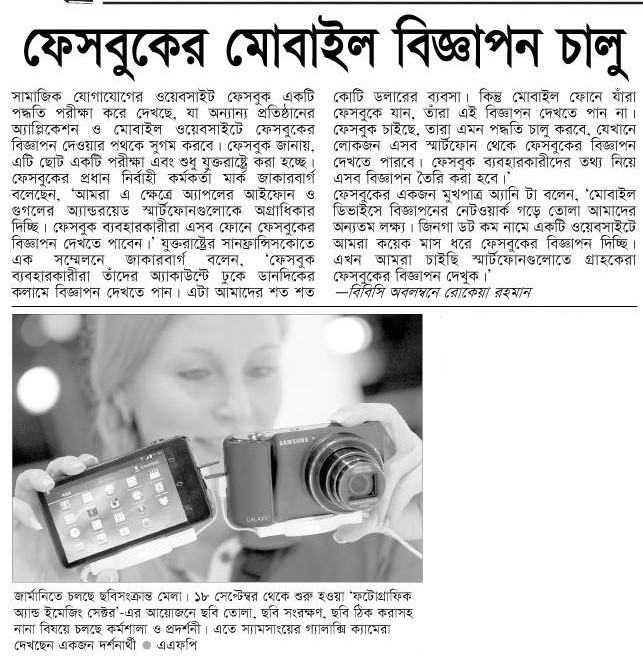 ফেসবুকের মোবাইল বিজ্ঞাপন চালু
সামাজিক যোগাযোগের ওয়েবসাইট ফেসবুক একটি
পদ্ধতি পরীক্ষা করে দেখছে, যা অন্যান্য প্রতিষ্ঠানের
অ্যাপ্লিকেশন ও মোবাইল ওয়েবসাইটে ফেসবুকের
বিজ্ঞাপন দেওয়ার পথকে সুগম করবে। ফেসবুক জানায়,
এটি ছোট একটি পরীক্ষা এবং শুধু যুক্তরাষ্ট্রে করা হচ্ছে।
ফেসবুকের প্রধান নির্বাহী কর্মকর্তা মার্ক জাকারবার্গ
বলেছেন, ‘আমরা এ ক্ষেত্রে অ্যাপলের আইফোন ও
গুগলের অ্যান্ডরয়েড স্মার্টফোনগুলোকে অগ্রাধিকার
দিচ্ছি। ফেসবুক ব্যবহারকারীরা এসব ফোনে ফেসবুকের
বিজ্ঞাপন দেখতে পাবেন।’ যুক্তরাষ্ট্রের সানফ্রান্সিসকোতে
এক সম্মেলনে জাকারবার্গ বলেন, ‘ফেসবুক
ব্যবহারকারীরা তাঁদের অ্যাকাউন্টে ঢুকে ডানদিকের
কলামে বিজ্ঞাপন দেখতে পান। এটা আমাদের শত শত
কোটি ডলারের ব্যবসা। কিন্তু মোবাইল ফোনে যাঁরা
ফেসবুকে যান, তাঁরা এই বিজ্ঞাপন দেখতে পান না।
ফেসবুক চাইছে, তারা এমন পদ্ধতি চালু করবে, যেখানে
লোকজন এসব স্মার্টফোন থেকে ফেসবুকের বিজ্ঞাপন
দেখতে পারবে। ফেসবুক ব্যবহারকারীদের তথ্য নিয়ে
এসব বিজ্ঞাপন তৈরি করা হবে।’
ফেসবুকের একজন মুখপাত্র অ্যানি টা বলেন, ‘মোবাইল
ডিভাইসে বিজ্ঞাপনের নেটওয়ার্ক গড়ে তোলা আমাদের
অন্যতম লক্ষ্য। জিনগা ডট কম নামে একটি ওয়েবসাইটে
আমরা কয়েক মাস ধরে ফেসবুকের বিজ্ঞাপন দিচ্ছি।
এখন আমরা চাইছি স্মার্টফোনগুলোতে গ্রাহকেরা
ফেসবুকের বিজ্ঞাপন দেখুক।’
—বিবিসি অবলম্বনে রোকেয়া রহমান
SAMSUNG
GALAXY
Apps
জার্মানিতে চলছে ছবিসংক্রান্ত মেলা। ১৮ সেপ্টেম্বর থেকে শুরু হওয়া ‘ফটোগ্রাফিক
অ্যান্ড ইমেজিং সেক্টর’-এর আয়োজনে ছবি তোলা, ছবি সংরক্ষণ, ছবি ঠিক করাসহ
নানা বিষয়ে চলছে কর্মশালা ও প্রদর্শনী। এতে স্যামসাংয়ের গ্যালাক্সি ক্যামেরা
দেখছেন একজন দর্শনার্থী ● এএফপি